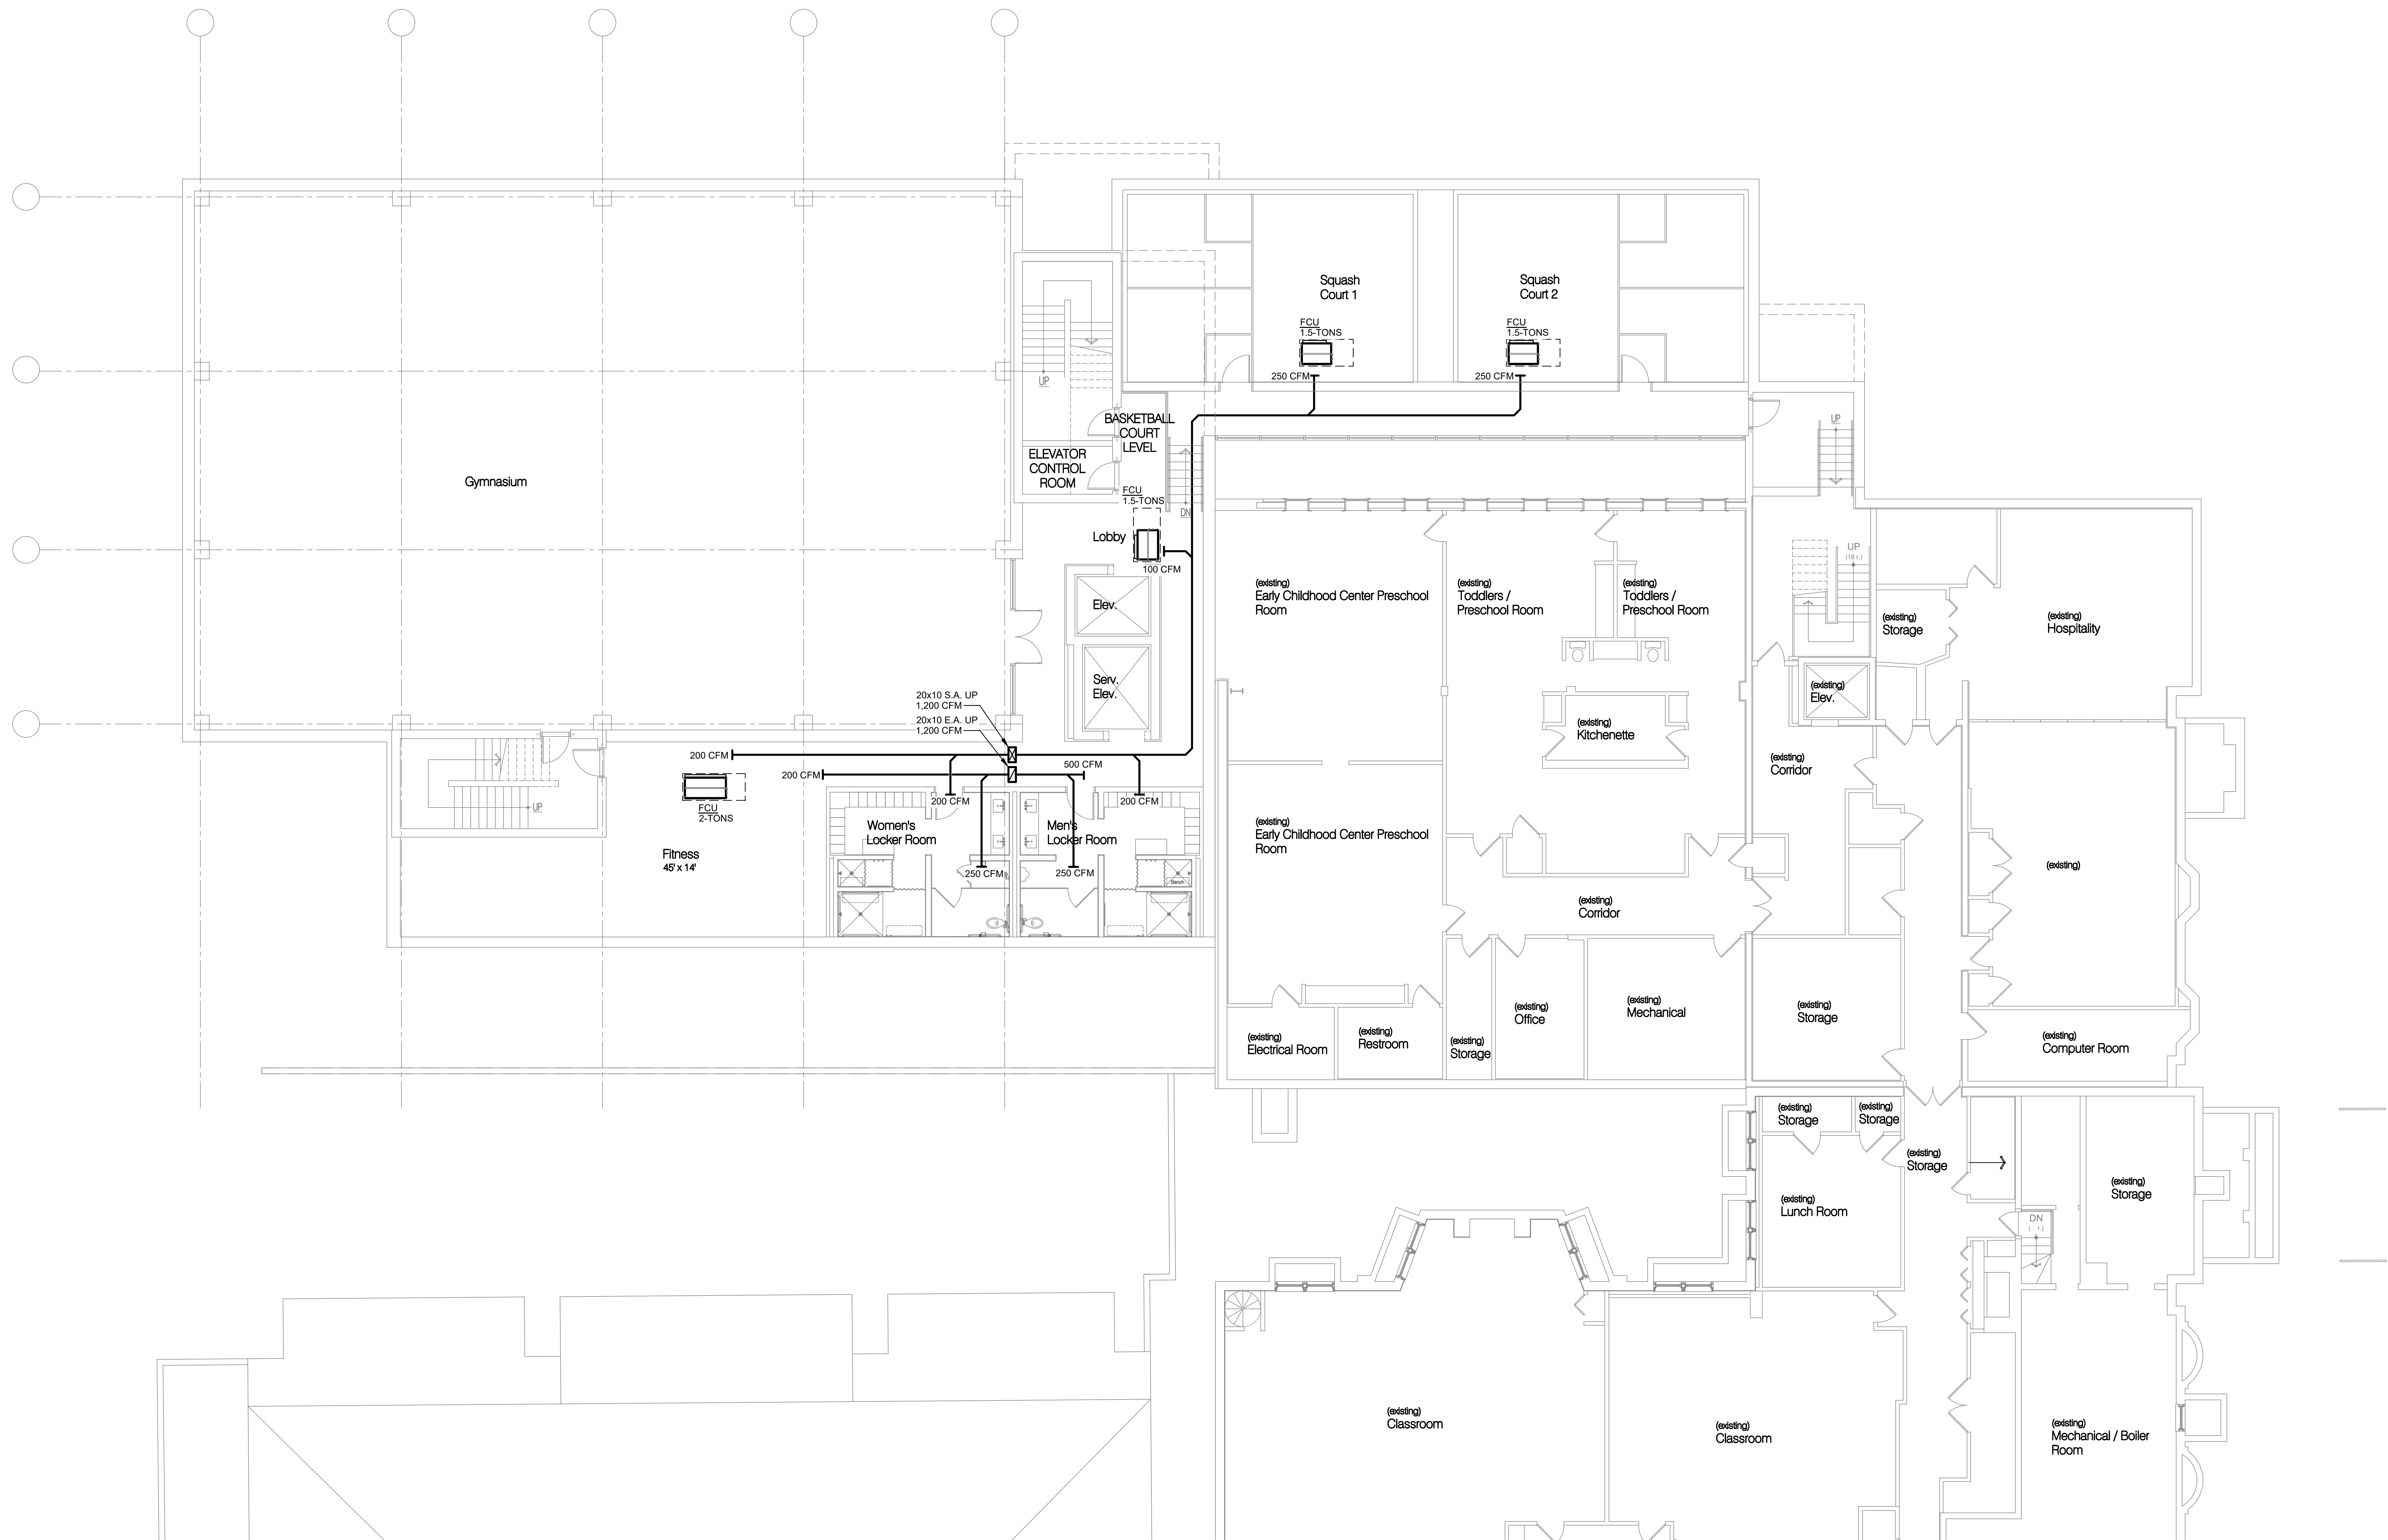 Squash
Court 1
Squash
Court 2
FCU
1.5-TONS
FCU
1.5-TONS
250 CFM
250 CFM
UP
BASKETBALL
COURT
LEVEL
UP
ELEVATOR
CONTROL
ROOM
Gymnasium
FCU
1.5-TONS
DN
Lobby
100 CFM
UP
(18 r.)
(existing)
Early Childhood Center Preschool
Room
(existing)
Toddlers /
Preschool Room
(existing)
Toddlers /
Preschool Room
Elev.
(existing)
Storage
(existing)
Hospitality
Serv.
Elev.
(existing)
Elev.
20x10 S.A. UP
1,200 CFM
20x10 E.A. UP
1,200 CFM
(existing)
Kitchenette
200 CFM
500 CFM
200 CFM
(existing)
Corridor
UP
FCU
2-TONS
200 CFM
200 CFM
Women's
Locker Room
Men's
Locker Room
(existing)
Early Childhood Center Preschool
Room
Fitness
45' x 14'
250 CFM
250 CFM
Bench
(existing)
(existing)
Corridor
(existing)
Electrical Room
(existing)
Restroom
(existing)
Storage
(existing)
Office
(existing)
Mechanical
(existing)
Storage
(existing)
Computer Room
(existing)
Storage
(existing)
Storage
(existing)
Storage
(existing)
Storage
(existing)
Lunch Room
DN
( r.)
(existing)
Classroom
(existing)
Classroom
(existing)
Mechanical / Boiler
Room